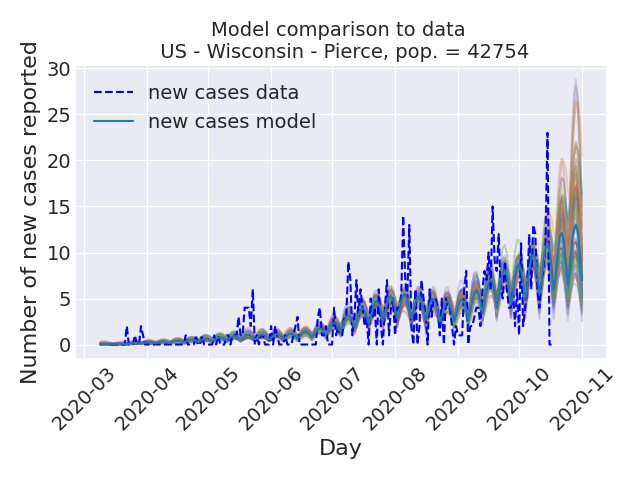 Model comparison to data
US - Wisconsin - Pierce, pop. = 42754
new cases data
new cases model
Number of new cases reported
30
25
20
15
10
5
0
2020-03
2020-04
2020-05
2020-06
2020-07
2020-08
2020-09
2020-10
2020-11
Day